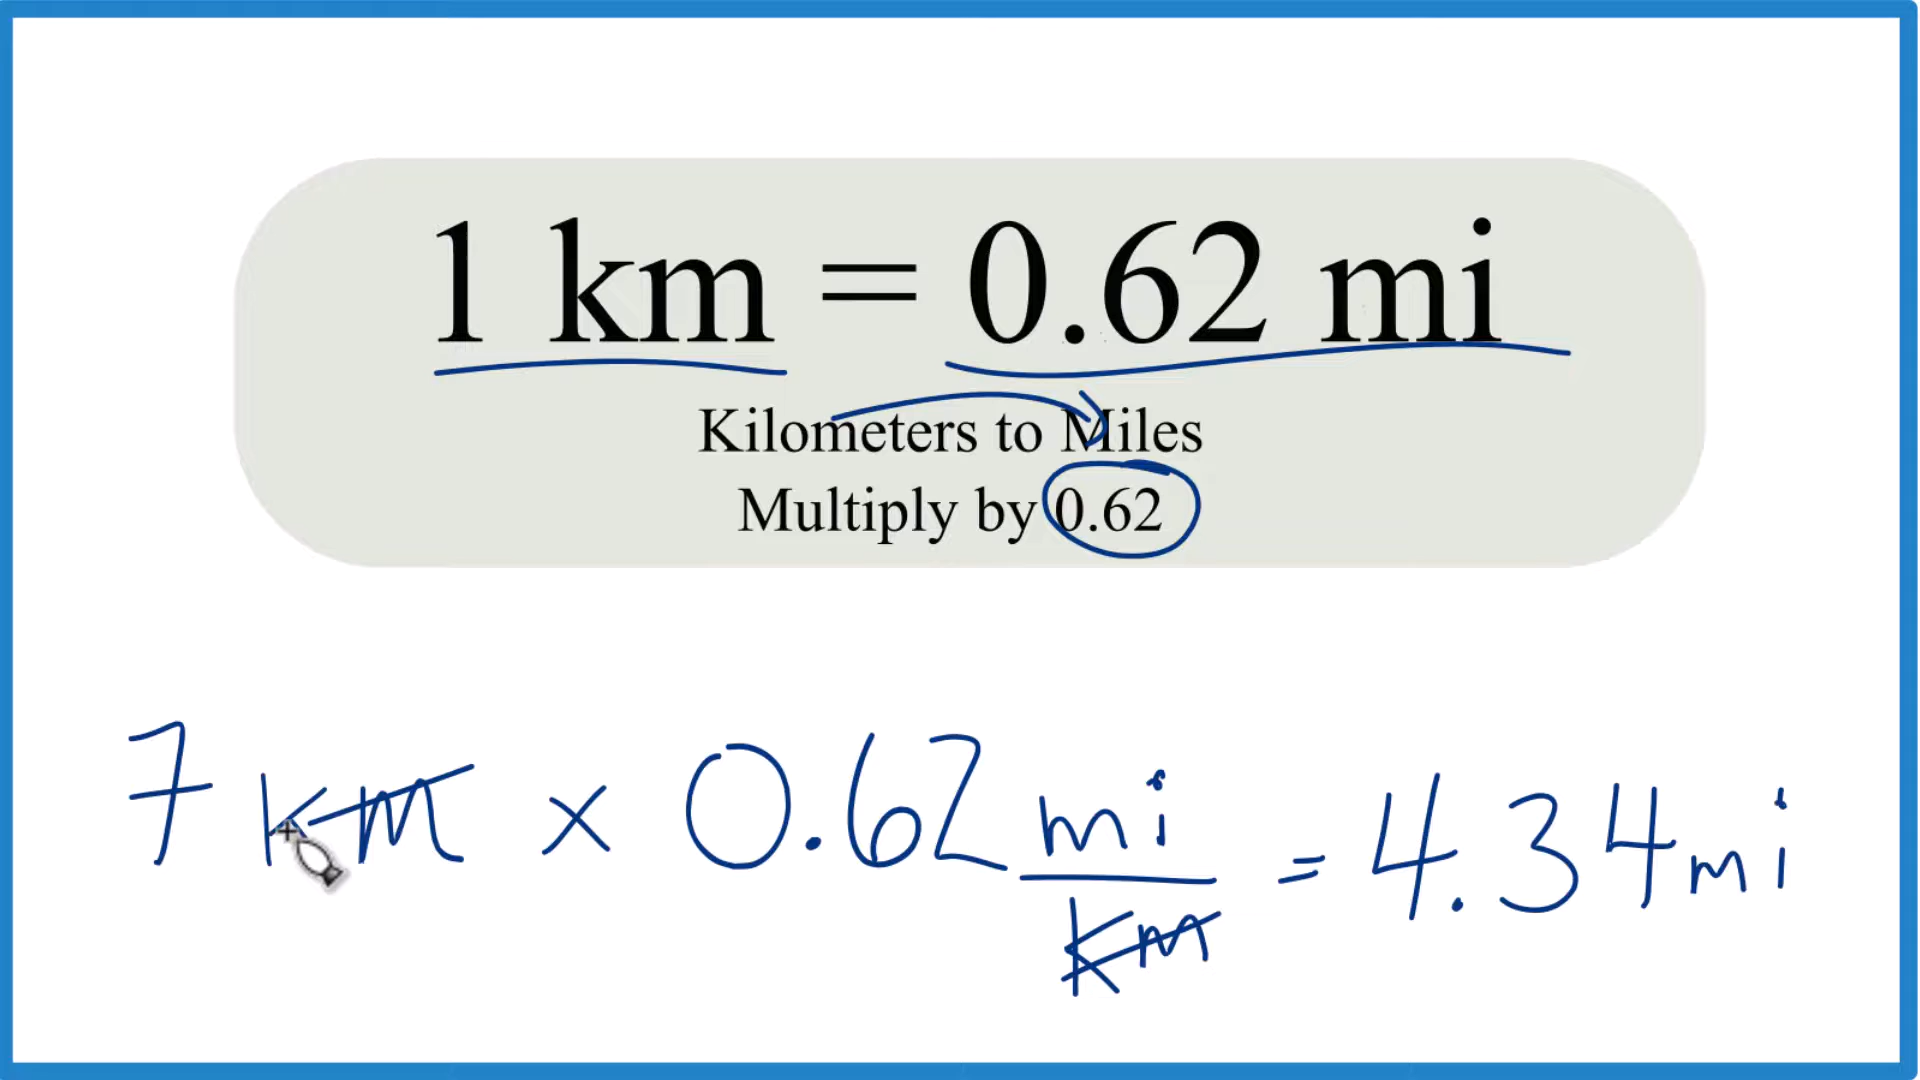 1 km = 0.62 mi
Kilometers to Miles
Multiply by 0.62
7 km x 0.62 mi/km = 4.34 mi